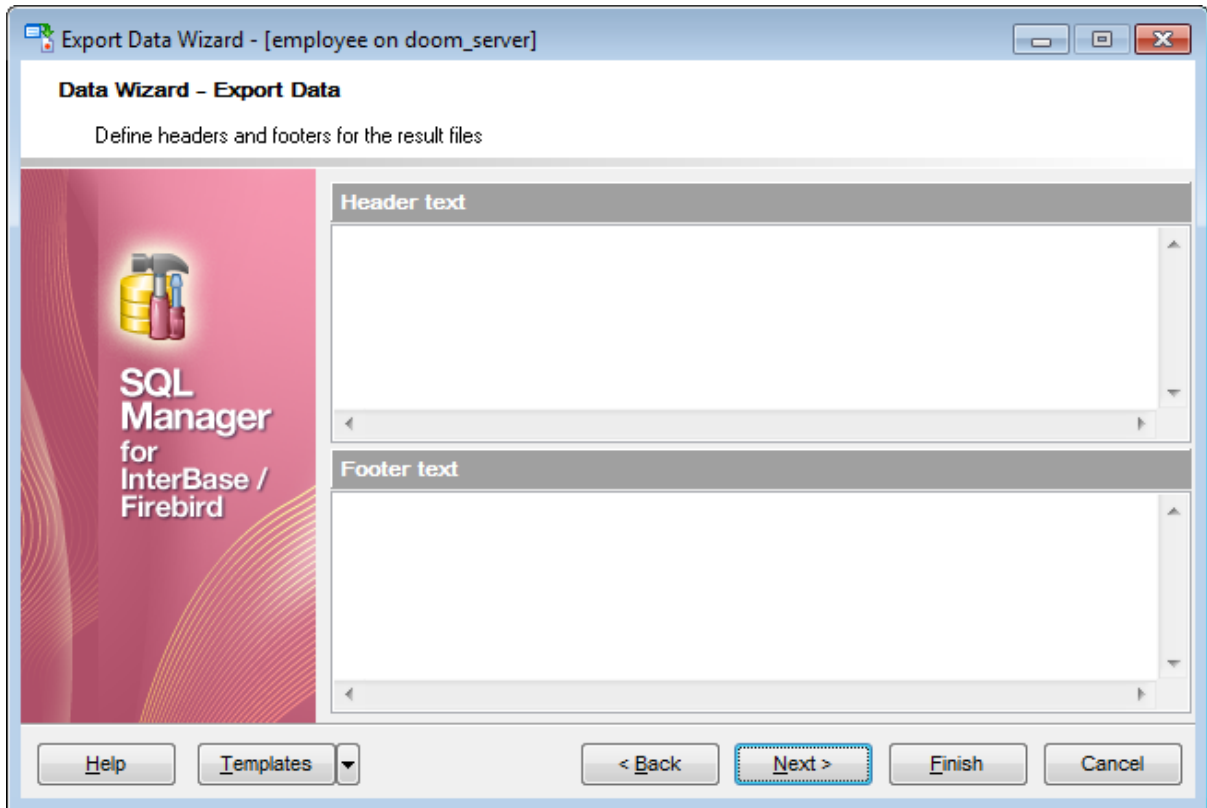 Export Data Wizard - [employee on doom_server]
Data Wizard - Export Data
Define headers and footers for the result files
SQL
Manager
for
InterBase /
Firebird
Header text
Footer text
Help
Templates
< Back
Next >
Finish
Cancel